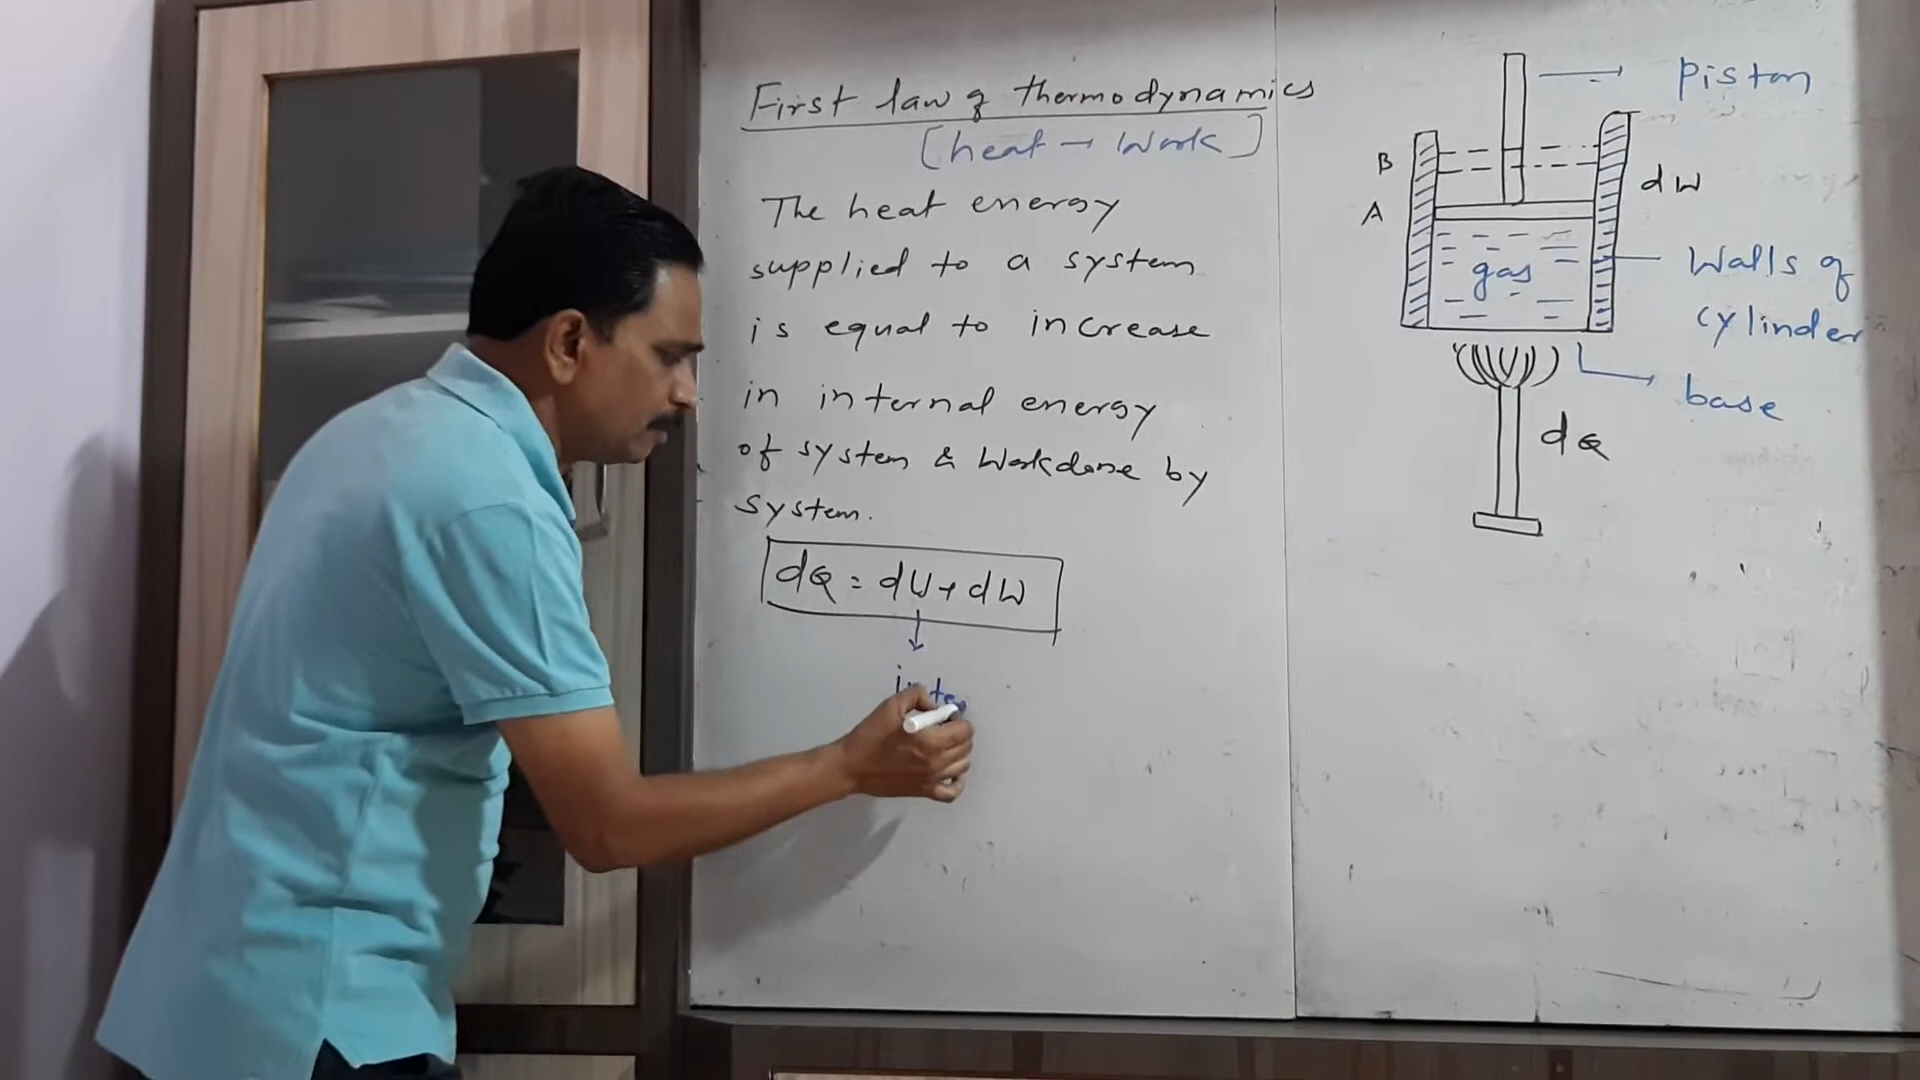 First law of thermodynamics
[heat → Work]
The heat energy
supplied to a system
is equal to increase
in internal energy
of system & Workdone by
system.
dQ = dU + dW
inte
piston
B
dW
A
gas
Walls of
cylinder
base
dQ